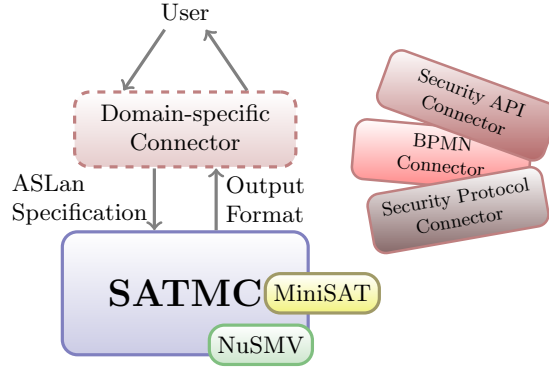 User
Domain-specific
Connector
ASLan
Specification
Output
Format
SATMC
MiniSAT
NuSMV
Security API
Connector
BPMN
Connector
Security Protocol
Connector